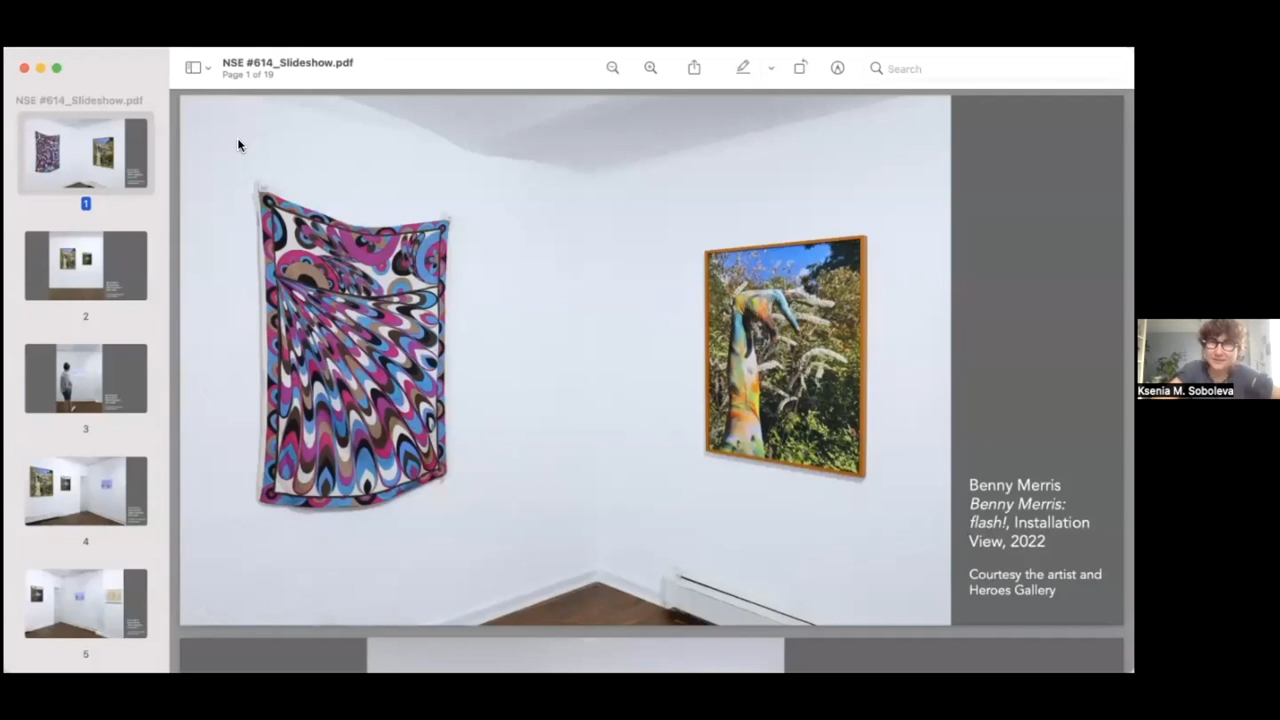 NSE #614_Slideshow.pdf
Page 1 of 19
Search
NSE #614_Slideshow.pdf
1
2
3
4
5
Benny Merris
Benny Merris:
flash!, Installation
View, 2022
Courtesy the artist and
Heroes Gallery
Ksenia M. Soboleva